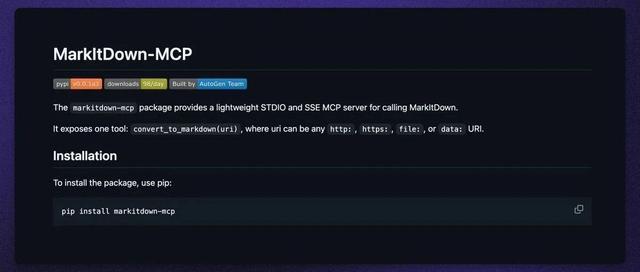 MarkItDown-MCP
pypi v0.0.1a3 downloads 98/day Built by AutoGen Team
The markitdown-mcp package provides a lightweight STDIO and SSE MCP server for calling MarkItDown.
It exposes one tool: convert_to_markdown(uri), where uri can be any http:, https:, file:, or data: URI.
Installation
To install the package, use pip:
pip install markitdown-mcp